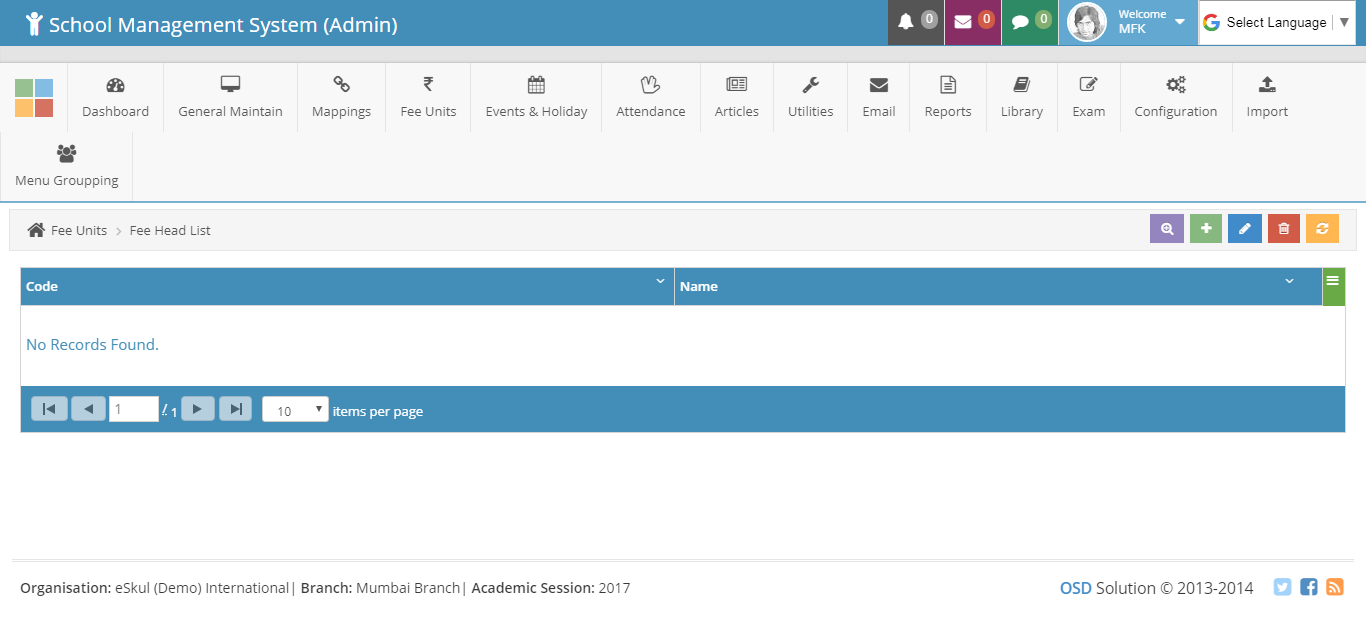 School Management System (Admin)
0
0
0
Welcome
MFK
Select Language
Dashboard
General Maintain
Mappings
Fee Units
Events & Holiday
Attendance
Articles
Utilities
Email
Reports
Library
Exam
Configuration
Import
Menu Groupping
Fee Units > Fee Head List
Code
Name
No Records Found.
1 / 1
10
items per page
Organisation: eSkul (Demo) International| Branch: Mumbai Branch| Academic Session: 2017
OSD Solution © 2013-2014